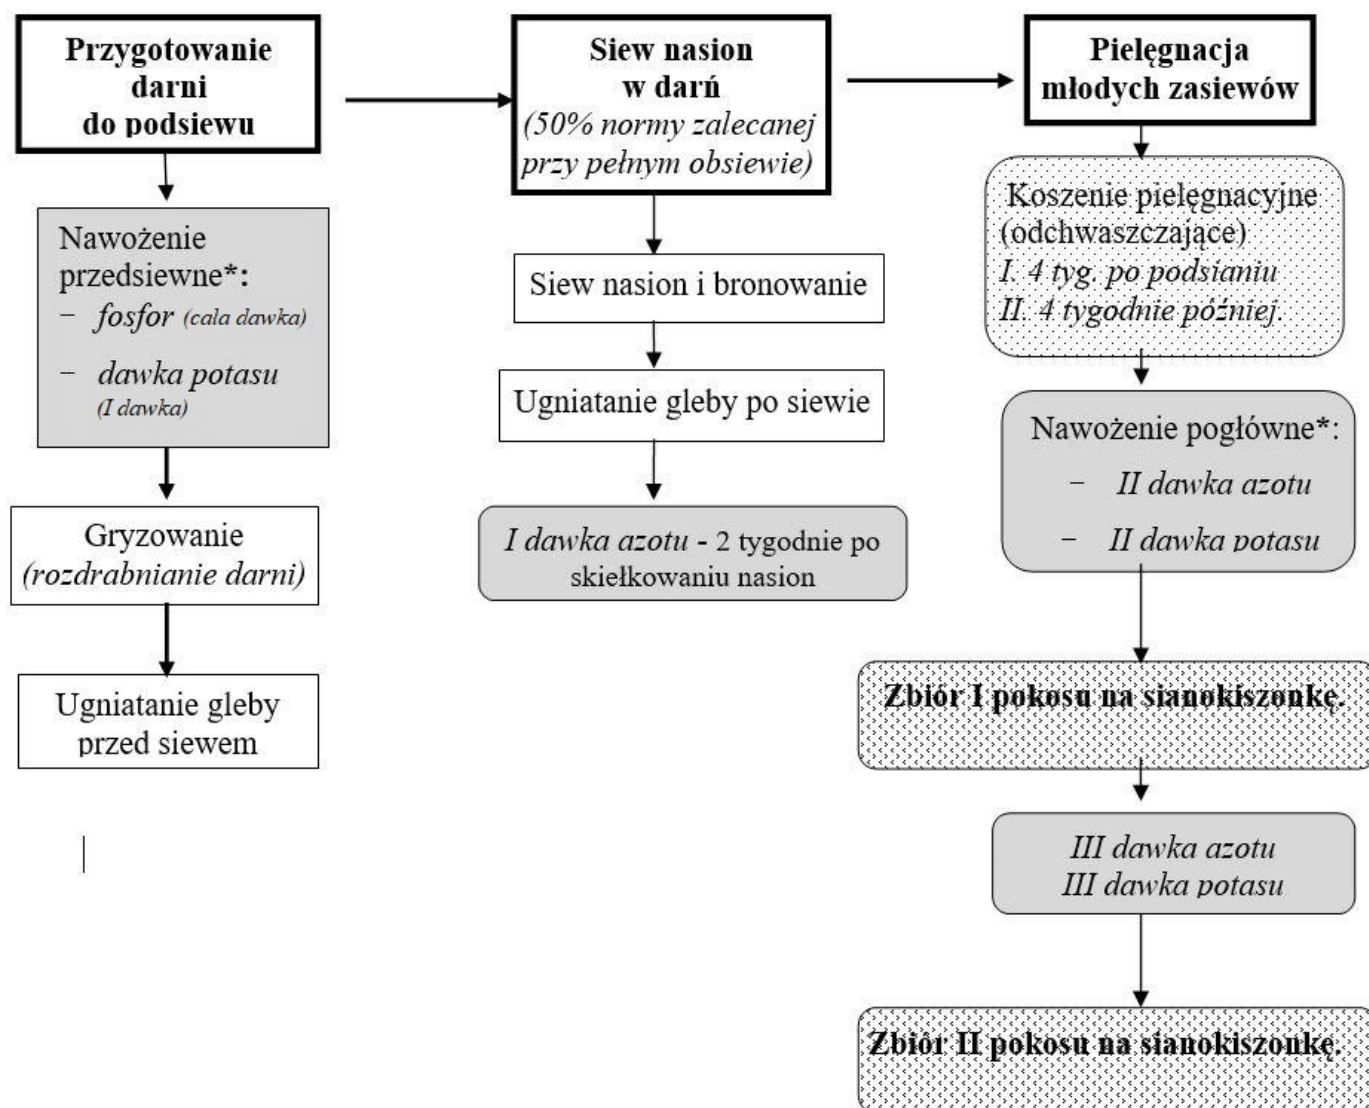 Przygotowanie
darni
do podsiewu
Nawożenie
przedsiewne*:
– fosfor (cala dawka)
– dawka potasu
(I dawka)
Gryzowanie
(rozdrabnianie darni)
Ugniatanie gleby
przed siewem
Siew nasion
w darń
(50% normy zalecanej
przy pełnym obsiewie)
Siew nasion i bronowanie
Ugniatanie gleby po siewie
I dawka azotu - 2 tygodnie po
skiełkowaniu nasion
Pielęgnacja
młodych zasiewów
Koszenie pielęgnacyjne
(odchwaszczające)
I. 4 tyg. po podsianiu
II. 4 tygodnie później.
Nawożenie pogłówne*:
– II dawka azotu
– II dawka potasu
Zbiór I pokosu na sianokiszonkę.
III dawka azotu
III dawka potasu
Zbiór II pokosu na sianokiszonkę.